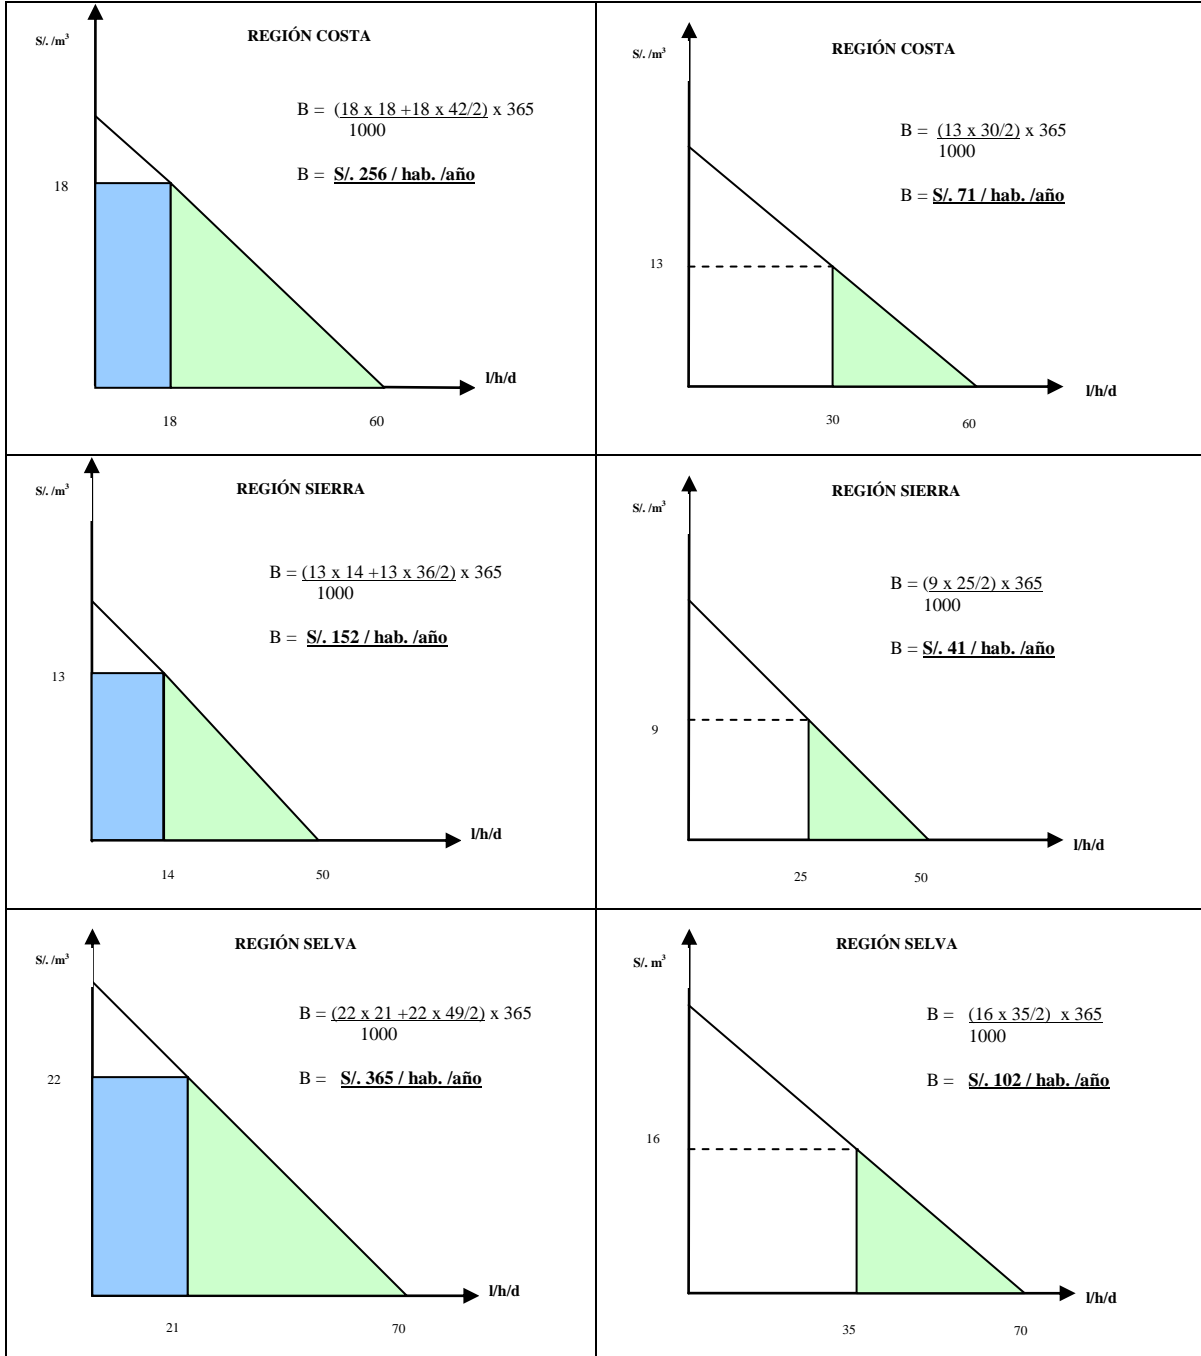 S/. /m³
REGIÓN COSTA
B = (18 x 18 +18 x 42/2) x 365
1000
B = S/. 256 / hab. /año
18
l/h/d
18
60
S/. /m³
REGIÓN COSTA
B = (13 x 30/2) x 365
1000
B = S/. 71 / hab. /año
13
l/h/d
30
60
S/. /m³
REGIÓN SIERRA
B = (13 x 14 +13 x 36/2) x 365
1000
B = S/. 152 / hab. /año
13
l/h/d
14
50
S/. /m³
REGIÓN SIERRA
B = (9 x 25/2) x 365
1000
B = S/. 41 / hab. /año
9
l/h/d
25
50
S/. /m³
REGIÓN SELVA
B = (22 x 21 +22 x 49/2) x 365
1000
B = S/. 365 / hab. /año
22
l/h/d
21
70
S/. m³
REGIÓN SELVA
B = (16 x 35/2) x 365
1000
B = S/. 102 / hab. /año
16
l/h/d
35
70